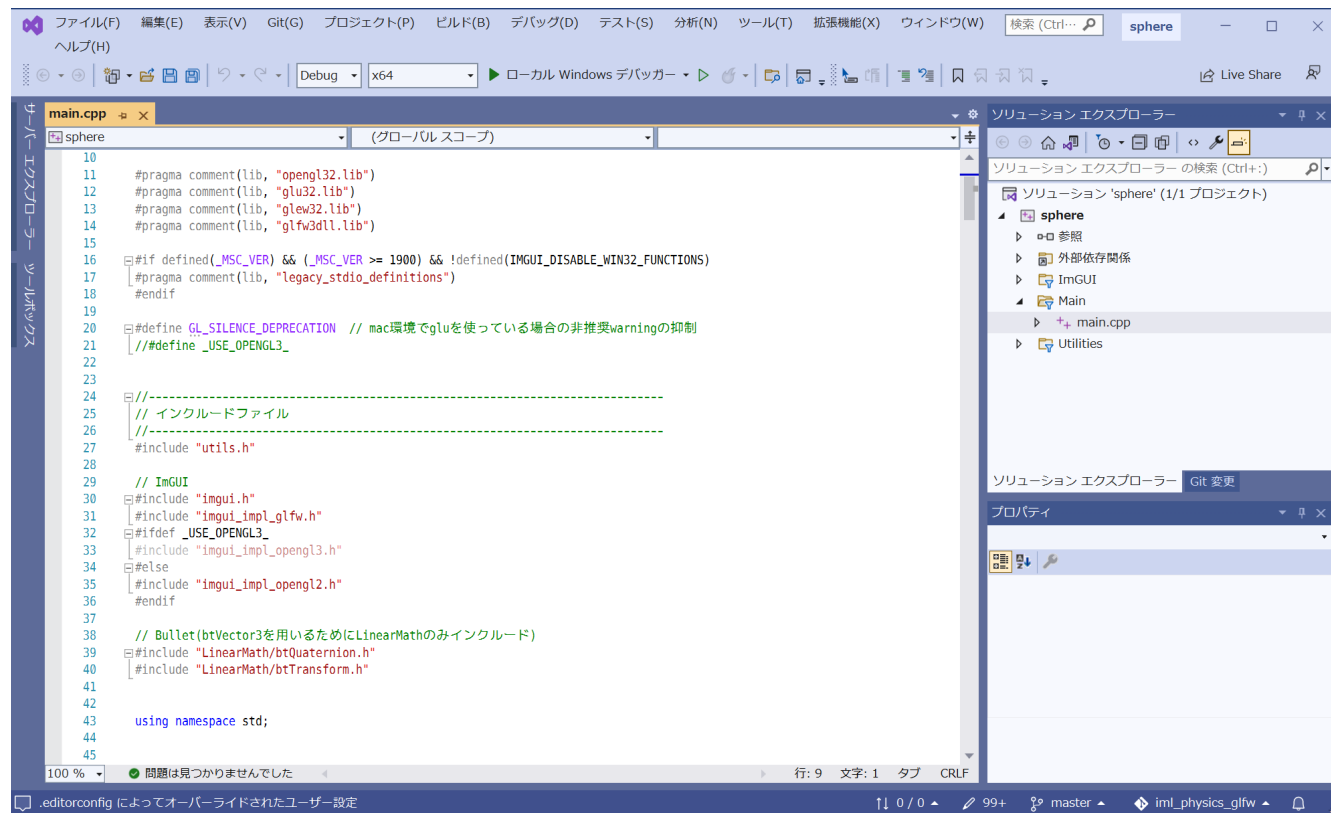 ファイル(F) 編集(E) 表示(V) Git(G) プロジェクト(P) ビルド(B) デバッグ(D) テスト(S) 分析(N) ツール(T) 拡張機能(X) ウィンドウ(W) 検索 (Ctrl⋯ sphere
ヘルプ(H)
Debug x64 ローカル Windows デバッガー Live Share
サーバー エクスプローラー
ツールボックス
main.cpp
sphere (グローバル スコープ)
10
11 #pragma comment(lib, "opengl32.lib")
12 #pragma comment(lib, "glu32.lib")
13 #pragma comment(lib, "glew32.lib")
14 #pragma comment(lib, "glfw3dll.lib")
15
16 #if defined(_MSC_VER) && (_MSC_VER >= 1900) && !defined(IMGUI_DISABLE_WIN32_FUNCTIONS)
17 #pragma comment(lib, "legacy_stdio_definitions")
18 #endif
19
20 #define GL_SILENCE_DEPRECATION // mac環境でgluを使っている場合の非推奨warningの抑制
21 //#define _USE_OPENGL3_
22
23
24 //-----------------------------------------------------------------------------
25 // インクルードファイル
26 //-----------------------------------------------------------------------------
27 #include "utils.h"
28
29 // ImGUI
30 #include "imgui.h"
31 #include "imgui_impl_glfw.h"
32 #ifdef _USE_OPENGL3_
33 #include "imgui_impl_opengl3.h"
34 #else
35 #include "imgui_impl_opengl2.h"
36 #endif
37
38 // Bullet(btVector3を用いるためにLinearMathのみインクルード)
39 #include "LinearMath/btQuaternion.h"
40 #include "LinearMath/btTransform.h"
41
42
43 using namespace std;
44
45
100 % 問題は見つかりませんでした 行: 9 文字: 1 タブ CRLF
ソリューション エクスプローラー
ソリューション エクスプローラー の検索 (Ctrl+:)
ソリューション 'sphere' (1/1 プロジェクト)
sphere
参照
外部依存関係
ImGUI
Main
main.cpp
Utilities
ソリューション エクスプローラー Git 変更
プロパティ
.editorconfig によってオーバーライドされたユーザー設定 0 / 0 99+ master iml_physics_glfw